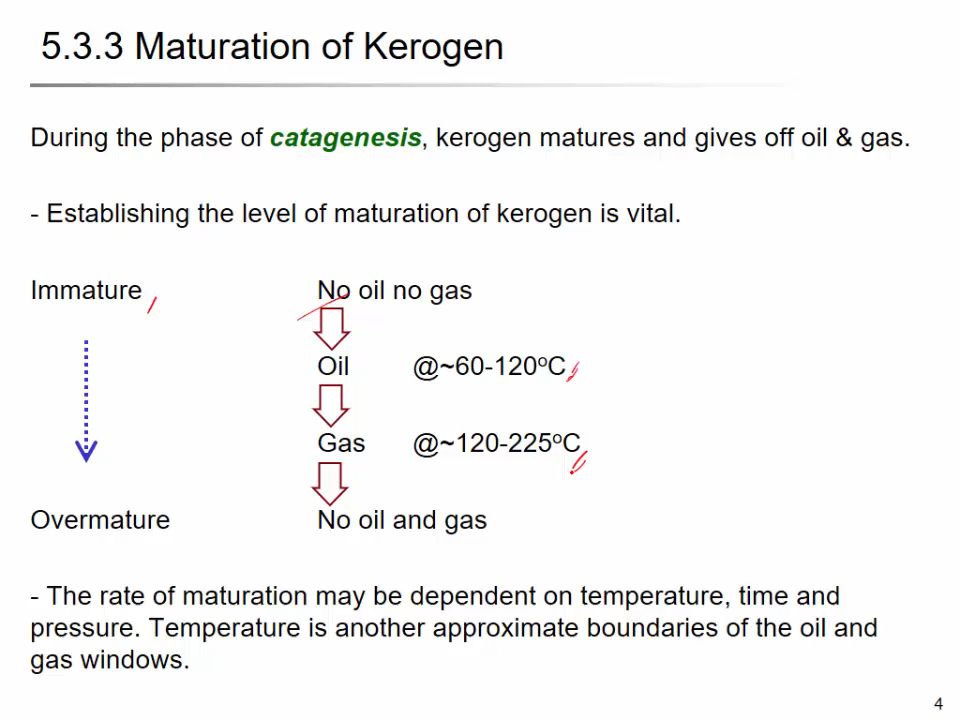 5.3.3 Maturation of Kerogen
During the phase of catagenesis, kerogen matures and gives off oil & gas.
- Establishing the level of maturation of kerogen is vital.
Immature No oil no gas
Oil @~60-120ºC
Gas @~120-225ºC
Overmature No oil and gas
- The rate of maturation may be dependent on temperature, time and
pressure. Temperature is another approximate boundaries of the oil and
gas windows.
4